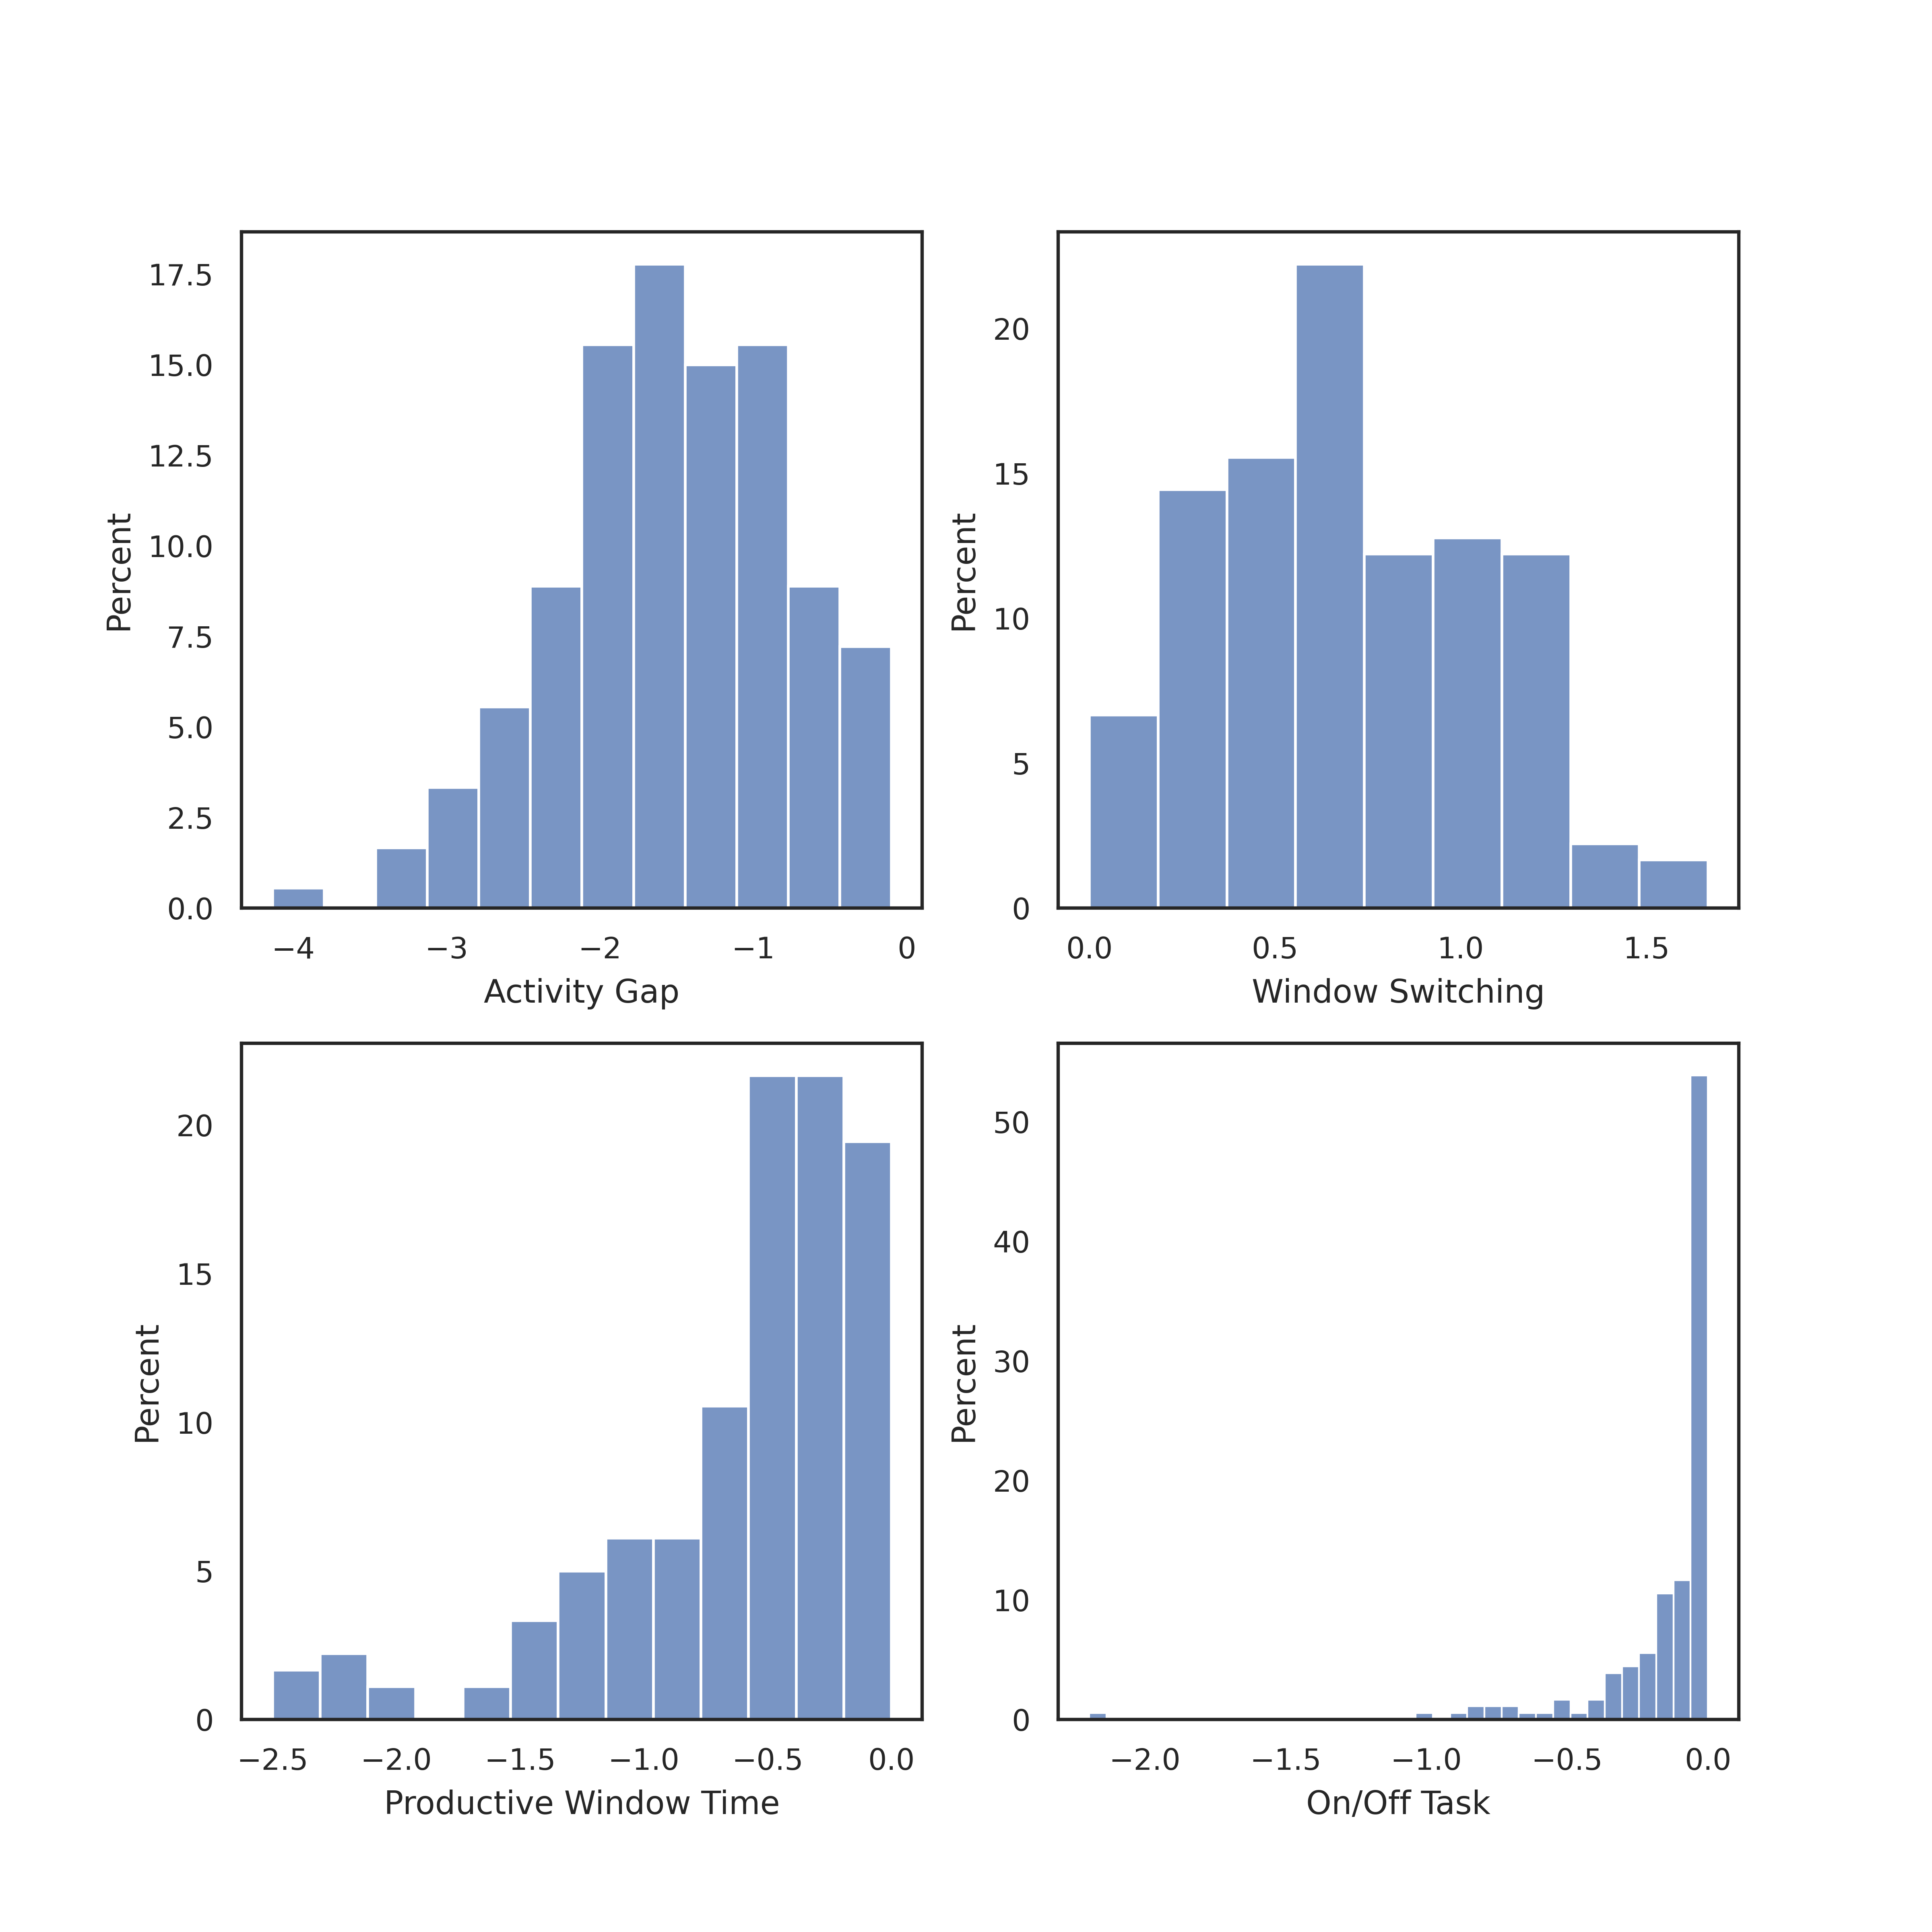 17.5
15.0
12.5
10.0
7.5
5.0
2.5
0.0
Percent
−4 −3 −2 −1 0
Activity Gap
20
15
10
5
0
Percent
0.0 0.5 1.0 1.5
Window Switching
20
15
10
5
0
Percent
−2.5 −2.0 −1.5 −1.0 −0.5 0.0
Productive Window Time
50
40
30
20
10
0
Percent
−2.0 −1.5 −1.0 −0.5 0.0
On/Off Task